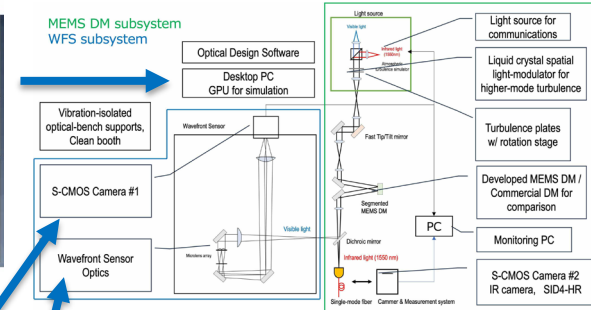 MEMS DM subsystem
WFS subsystem
Optical Design Software
Desktop PC
GPU for simulation
Vibration-isolated
optical-bench supports,
Clean booth
S-CMOS Camera #1
Wavefront Sensor
Optics
Wavefront Sensor
Visible light
Light source
Visible light
Infrared light
(1550nm)
Atmospheric
turbulence simulator
Fast Tip/Tilt mirror
Segmented
MEMS DM
Dichroic mirror
Infrared light (1550 nm)
Single-mode fiber
Cammer & Measurement system
PC
Light source for
communications
Liquid crystal spatial
light-modulator for
higher-mode turbulence
Turbulence plates
w/ rotation stage
Developed MEMS DM /
Commercial DM for
comparison
Monitoring PC
S-CMOS Camera #2
IR camera, SID4-HR